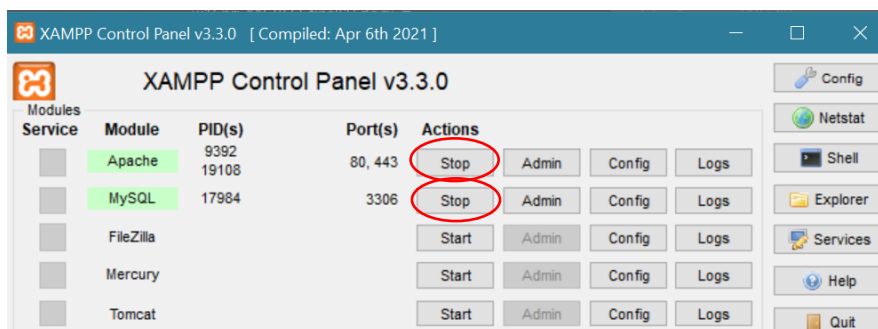 XAMPP Control Panel v3.3.0 [ Compiled: Apr 6th 2021 ]
XAMPP Control Panel v3.3.0
Config
Modules
Service Module PID(s) Port(s) Actions
Netstat
Apache 9392 19108 80, 443 Stop Admin Config Logs
Shell
MySQL 17984 3306 Stop Admin Config Logs
Explorer
FileZilla Start Admin Config Logs
Services
Mercury Start Admin Config Logs
Help
Tomcat Start Admin Config Logs
Quit